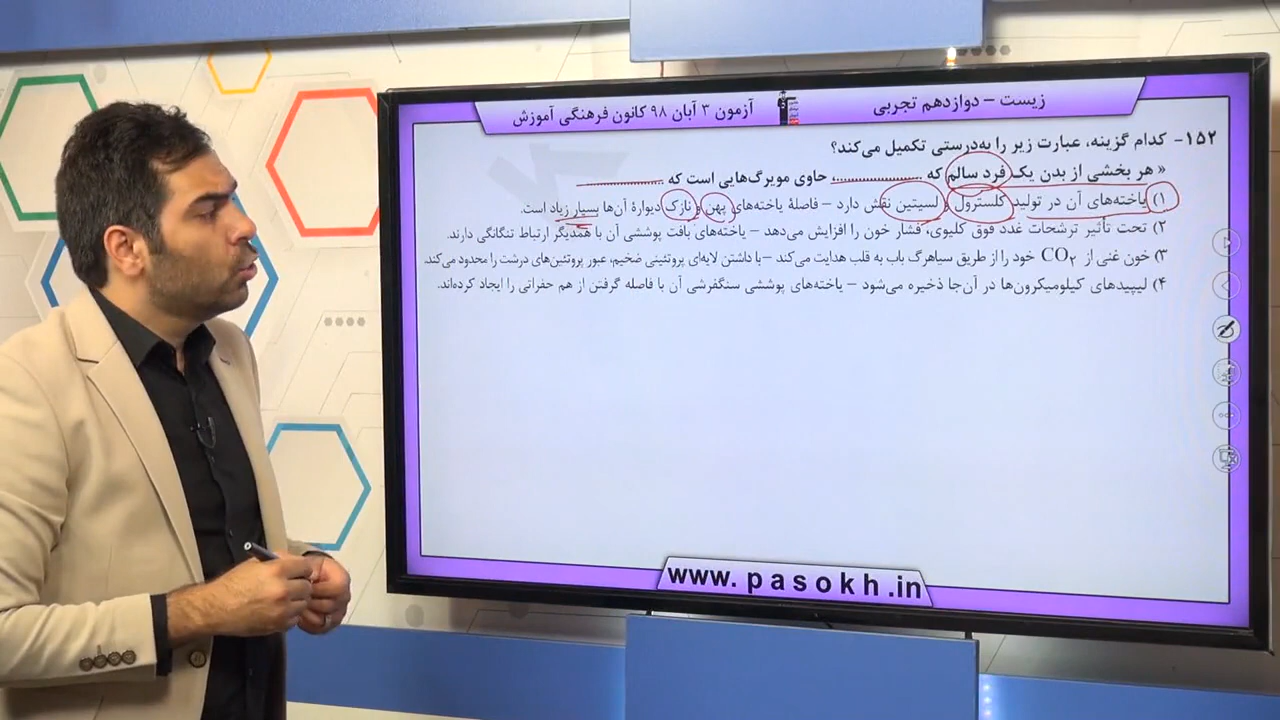 زیست – دوازدهم تجربی
آزمون ۳ آبان ۹۸ کانون فرهنگی آموزش
۱۵۲- کدام گزینه، عبارت زیر را به‌درستی تکمیل می‌کند؟
« هر بخشی از بدن یک فرد سالم که ......................، حاوی مویرگ‌هایی است که ......................
۱) یاخته‌های آن در تولید کلسترول و لسیتین نقش دارد – فاصلهٔ یاخته‌های پهن و نازک دیوارهٔ آن‌ها بسیار زیاد است.
۲) تحت تأثیر ترشحات غدد فوق کلیوی، فشار خون را افزایش می‌دهد – یاخته‌های بافت پوششی آن با همدیگر ارتباط تنگاتنگی دارند.
۳) خون غنی از CO۲ خود را از طریق سیاهرگ باب به قلب هدایت می‌کند – با داشتن لایه‌ای پروتئینی ضخیم، عبور پروتئین‌های درشت را محدود می‌کند.
۴) لیپیدهای کیلومیکرون‌ها در آن‌جا ذخیره می‌شود – یاخته‌های پوششی سنگفرشی آن با فاصله گرفتن از هم حفراتی را ایجاد کرده‌اند.
www.pasokh.in